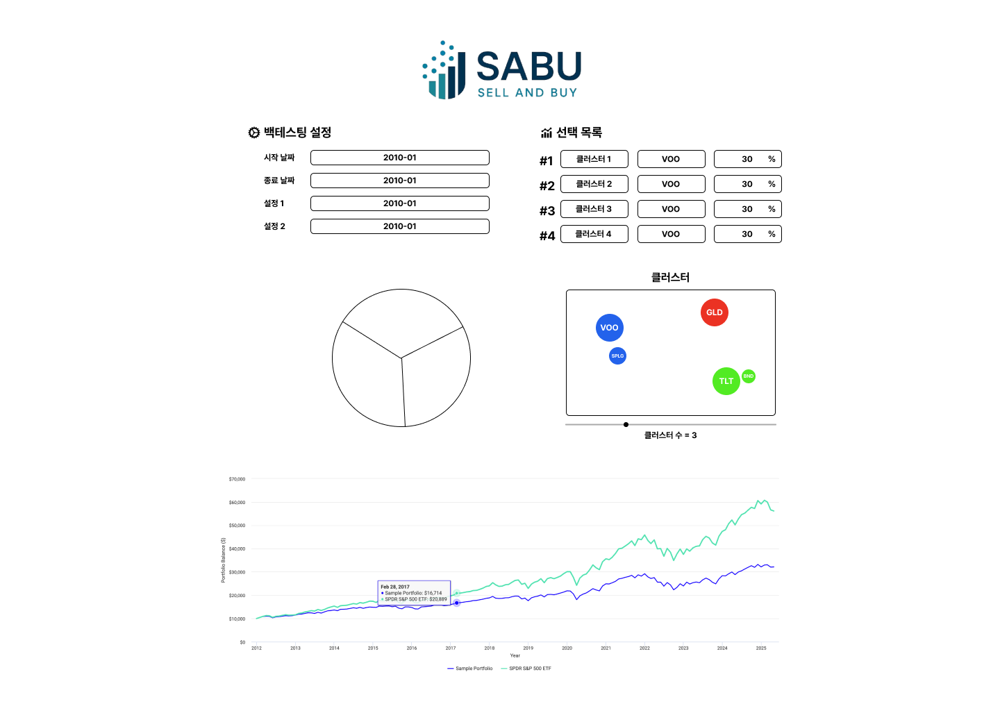 SABU
SELL AND BUY
백테스팅 설정
시작 날짜 2010-01
종료 날짜 2010-01
설정 1 2010-01
설정 2 2010-01
선택 목록
#1 클러스터 1 VOO 30 %
#2 클러스터 2 VOO 30 %
#3 클러스터 3 VOO 30 %
#4 클러스터 4 VOO 30 %
클러스터
GLD
VOO
SPLG
TLT
BND
클러스터 수 = 3
$70,000
$60,000
$50,000
$40,000
$30,000
$20,000
$10,000
$0
Portfolio Balance ($)
Feb 28, 2017
Sample Portfolio: $16,714
SPDR S&P 500 ETF: $20,889
2012 2013 2014 2015 2016 2017 2018 2019 2020 2021 2022 2023 2024 2025
Year
Sample Portfolio SPDR S&P 500 ETF